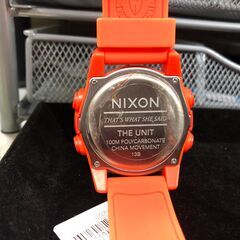 NIXON
THAT'S WHAT SHE SAID
THE UNIT
100M POLYCARBONATE
CHINA MOVEMENT
13B